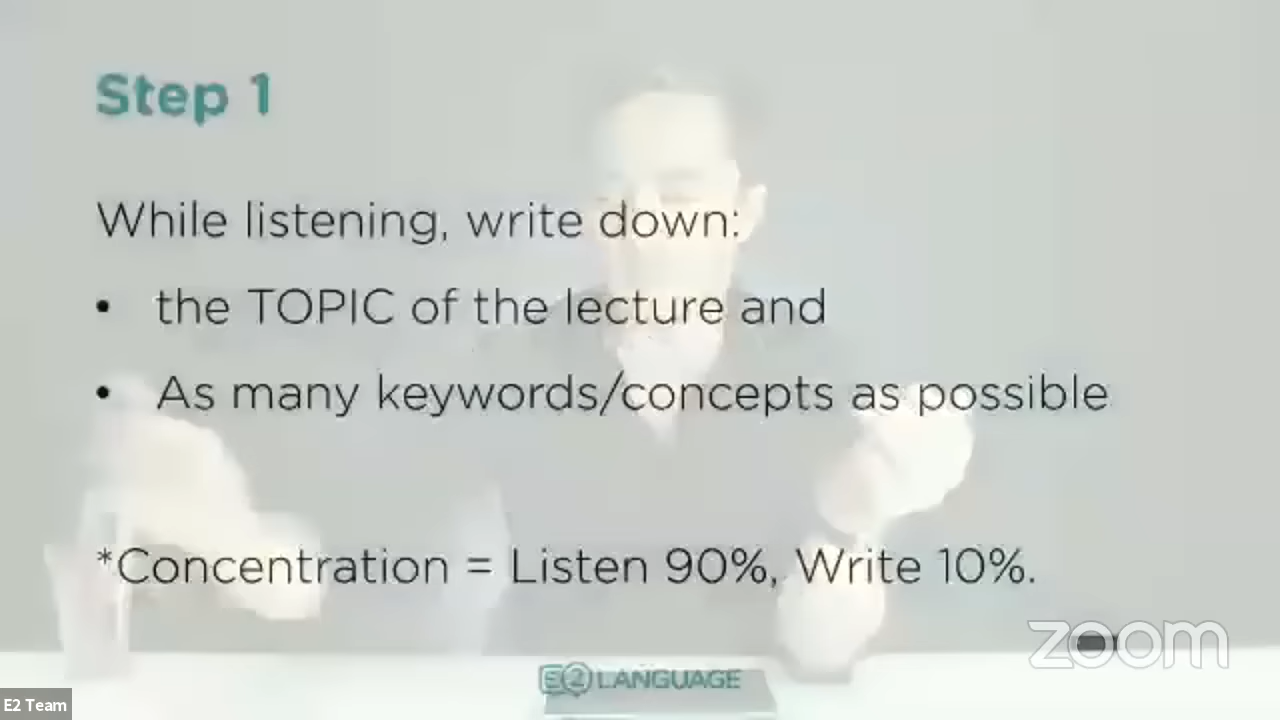 Step 1
While listening, write down:
• the TOPIC of the lecture and
• As many keywords/concepts as possible
*Concentration = Listen 90%, Write 10%.
zoom
E2 LANGUAGE
E2 Team